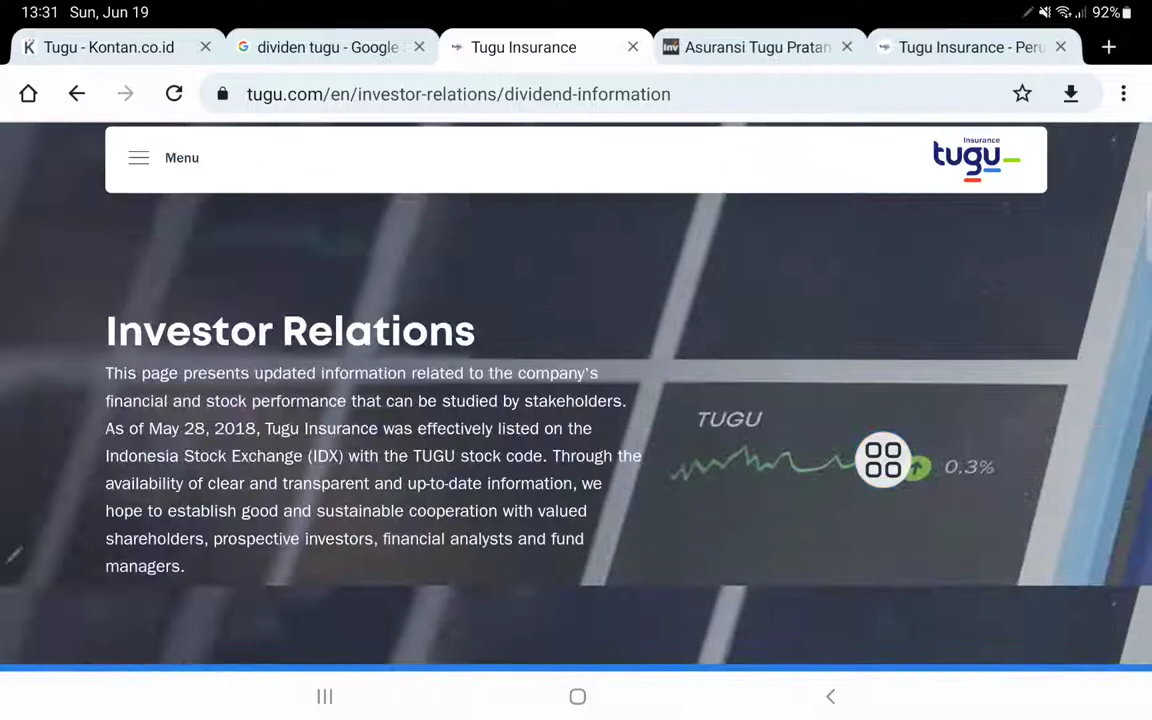 13:31 Sun, Jun 19
92%
Tugu - Kontan.co.id
dividen tugu - Google
Tugu Insurance
Inv Asuransi Tugu Pratan
Tugu Insurance - Peru
tugu.com/en/investor-relations/dividend-information
Menu
Insurance
tugu
Investor Relations
This page presents updated information related to the company's
financial and stock performance that can be studied by stakeholders.
As of May 28, 2018, Tugu Insurance was effectively listed on the
Indonesia Stock Exchange (IDX) with the TUGU stock code. Through the
availability of clear and transparent and up-to-date information, we
hope to establish good and sustainable cooperation with valued
shareholders, prospective investors, financial analysts and fund
managers.
TUGU
0.3%